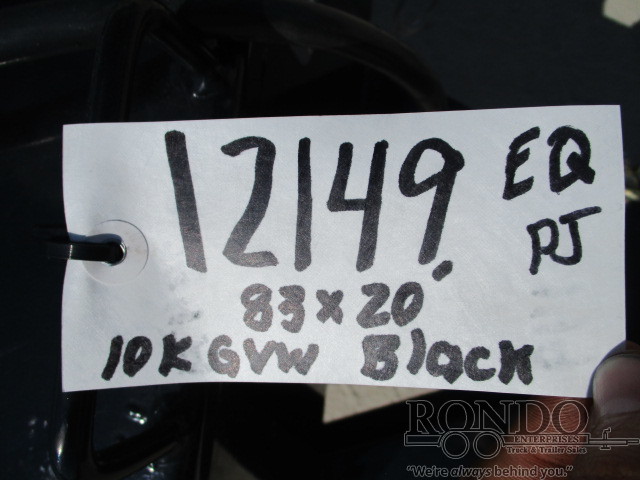 12149. EQ
PJ
83x20'
10K GVW Black
RONDO
ENTERPRISES
Truck & Trailer Sales
"We're always behind you."